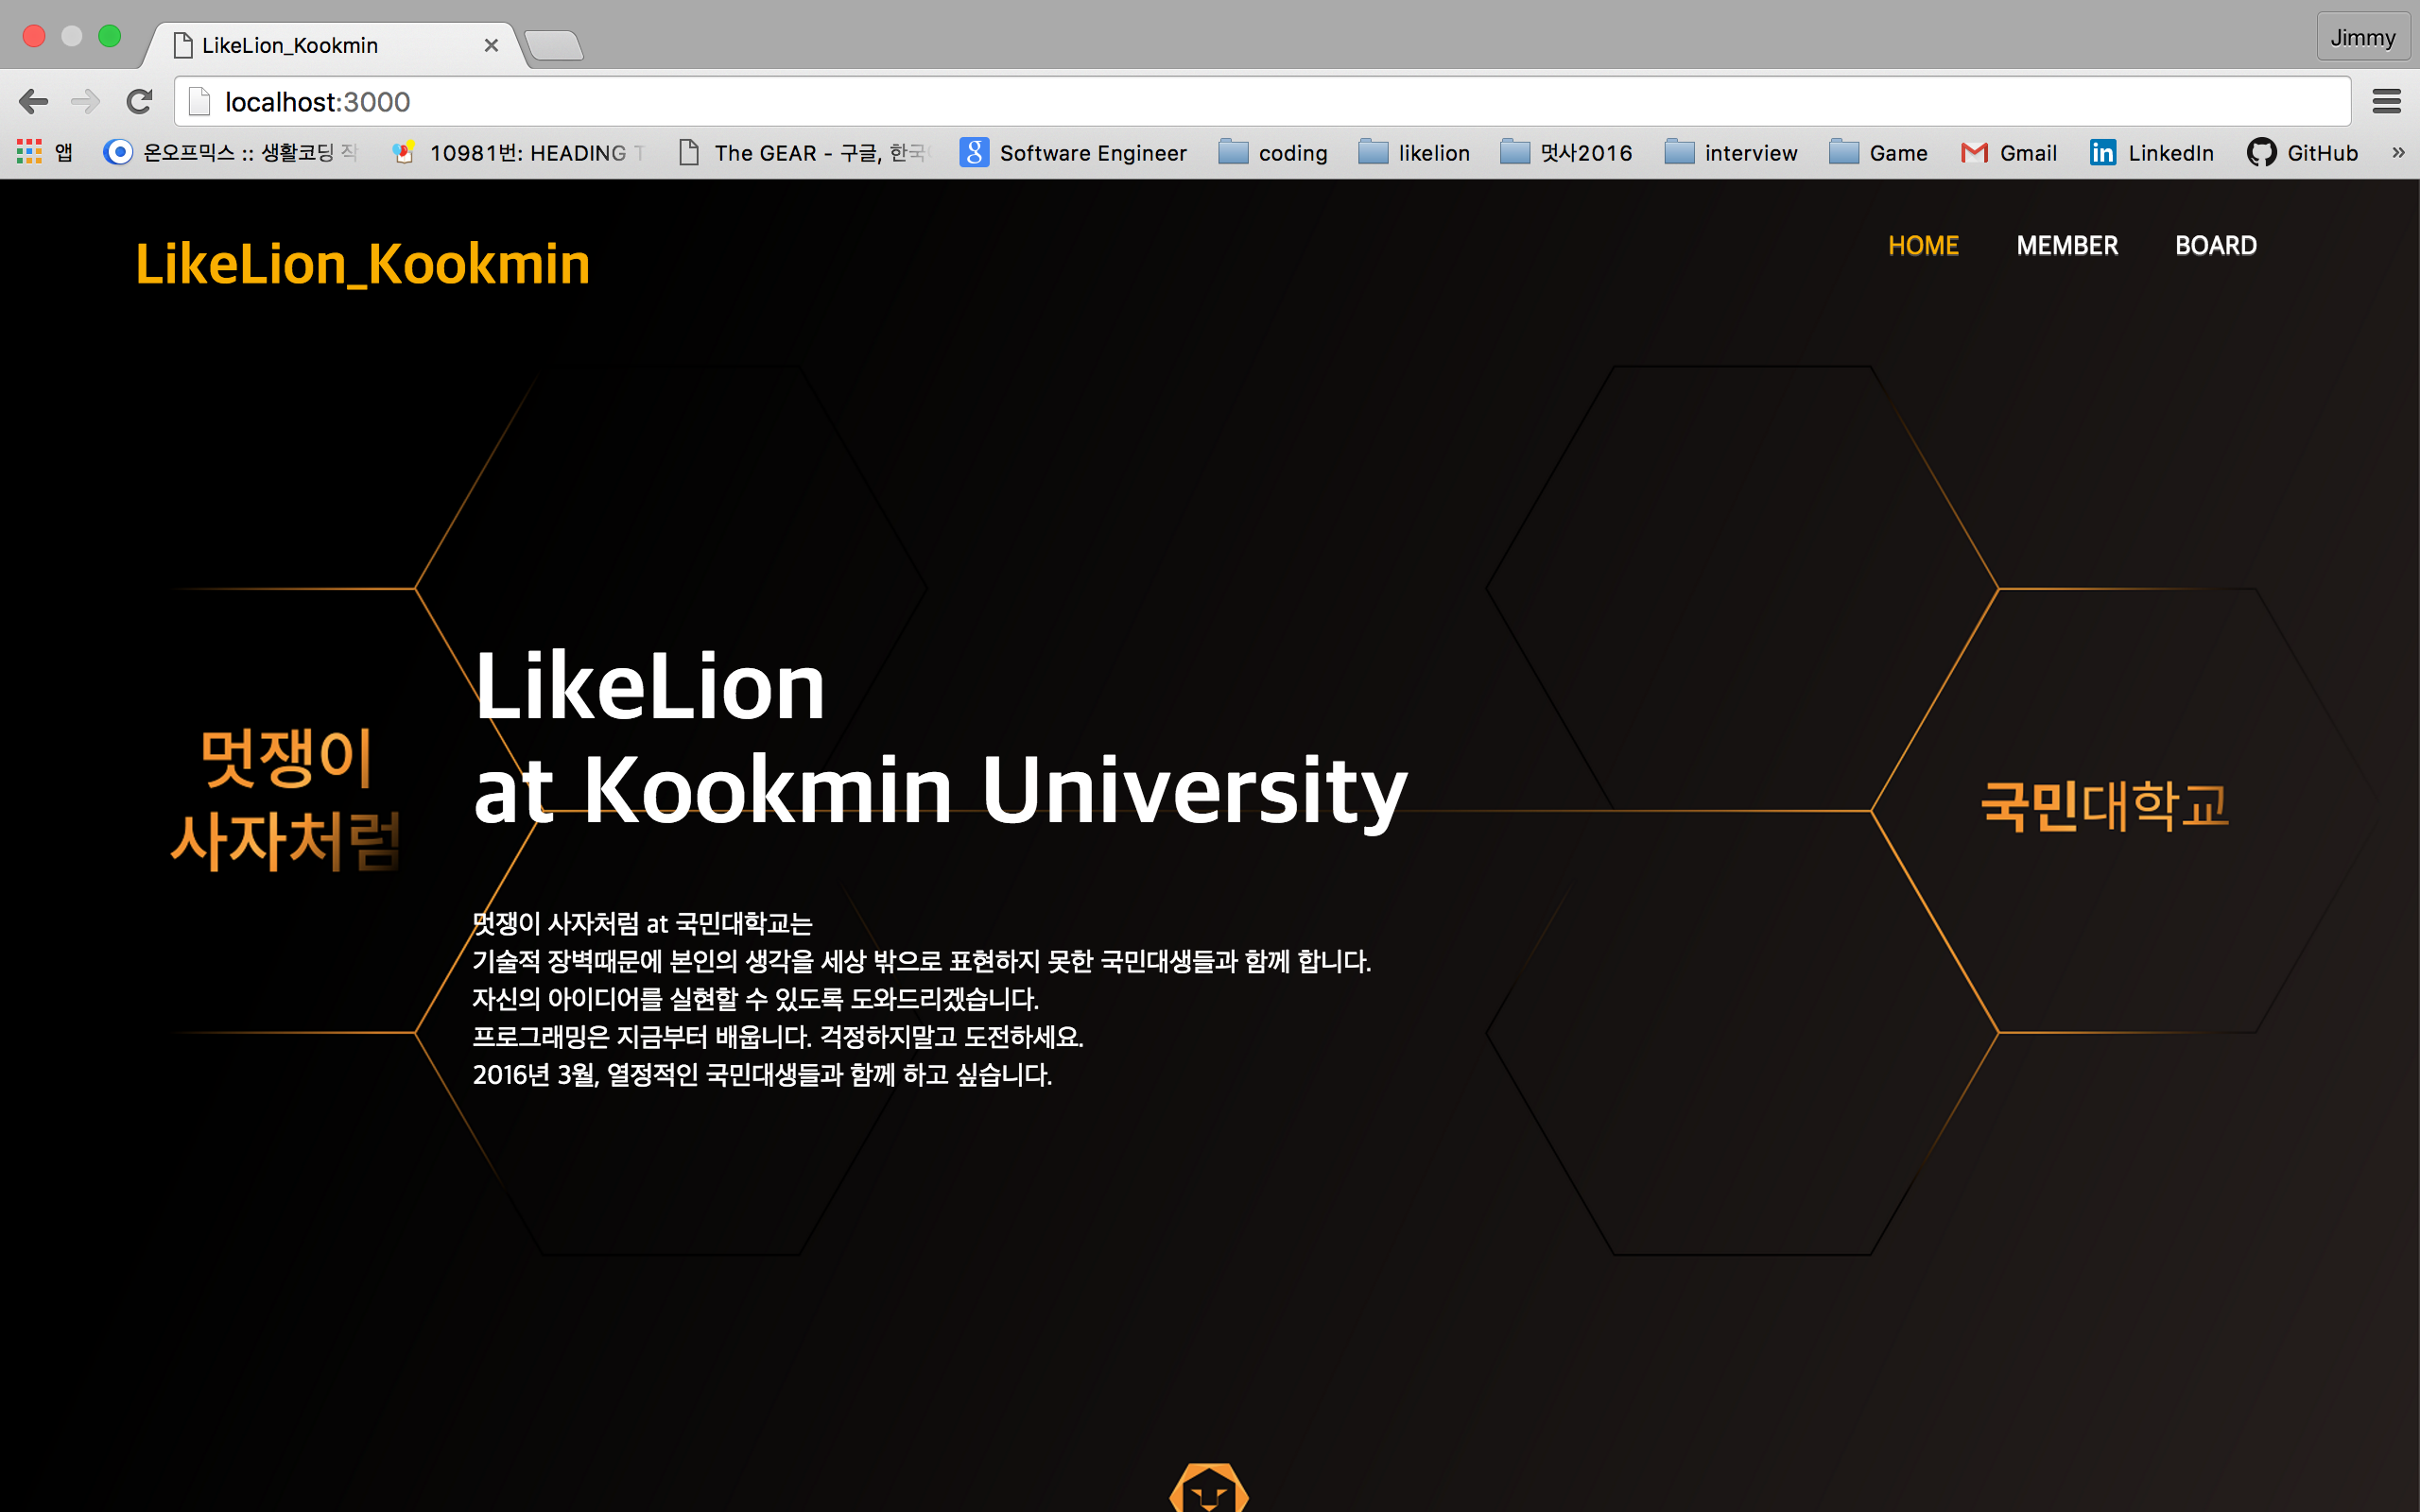 LikeLion_Kookmin
Jimmy
localhost:3000
앱
온오프믹스 :: 생활코딩 작
10981번: HEADING T
The GEAR - 구글, 한국
Software Engineer
coding
likelion
멋사2016
interview
Game
Gmail
LinkedIn
GitHub
»
LikeLion_Kookmin
HOME
MEMBER
BOARD
LikeLion
at Kookmin University
멋쟁이
사자처럼
국민대학교
멋쟁이 사자처럼 at 국민대학교는
기술적 장벽때문에 본인의 생각을 세상 밖으로 표현하지 못한 국민대생들과 함께 합니다.
자신의 아이디어를 실현할 수 있도록 도와드리겠습니다.
프로그래밍은 지금부터 배웁니다. 걱정하지말고 도전하세요.
2016년 3월, 열정적인 국민대생들과 함께 하고 싶습니다.